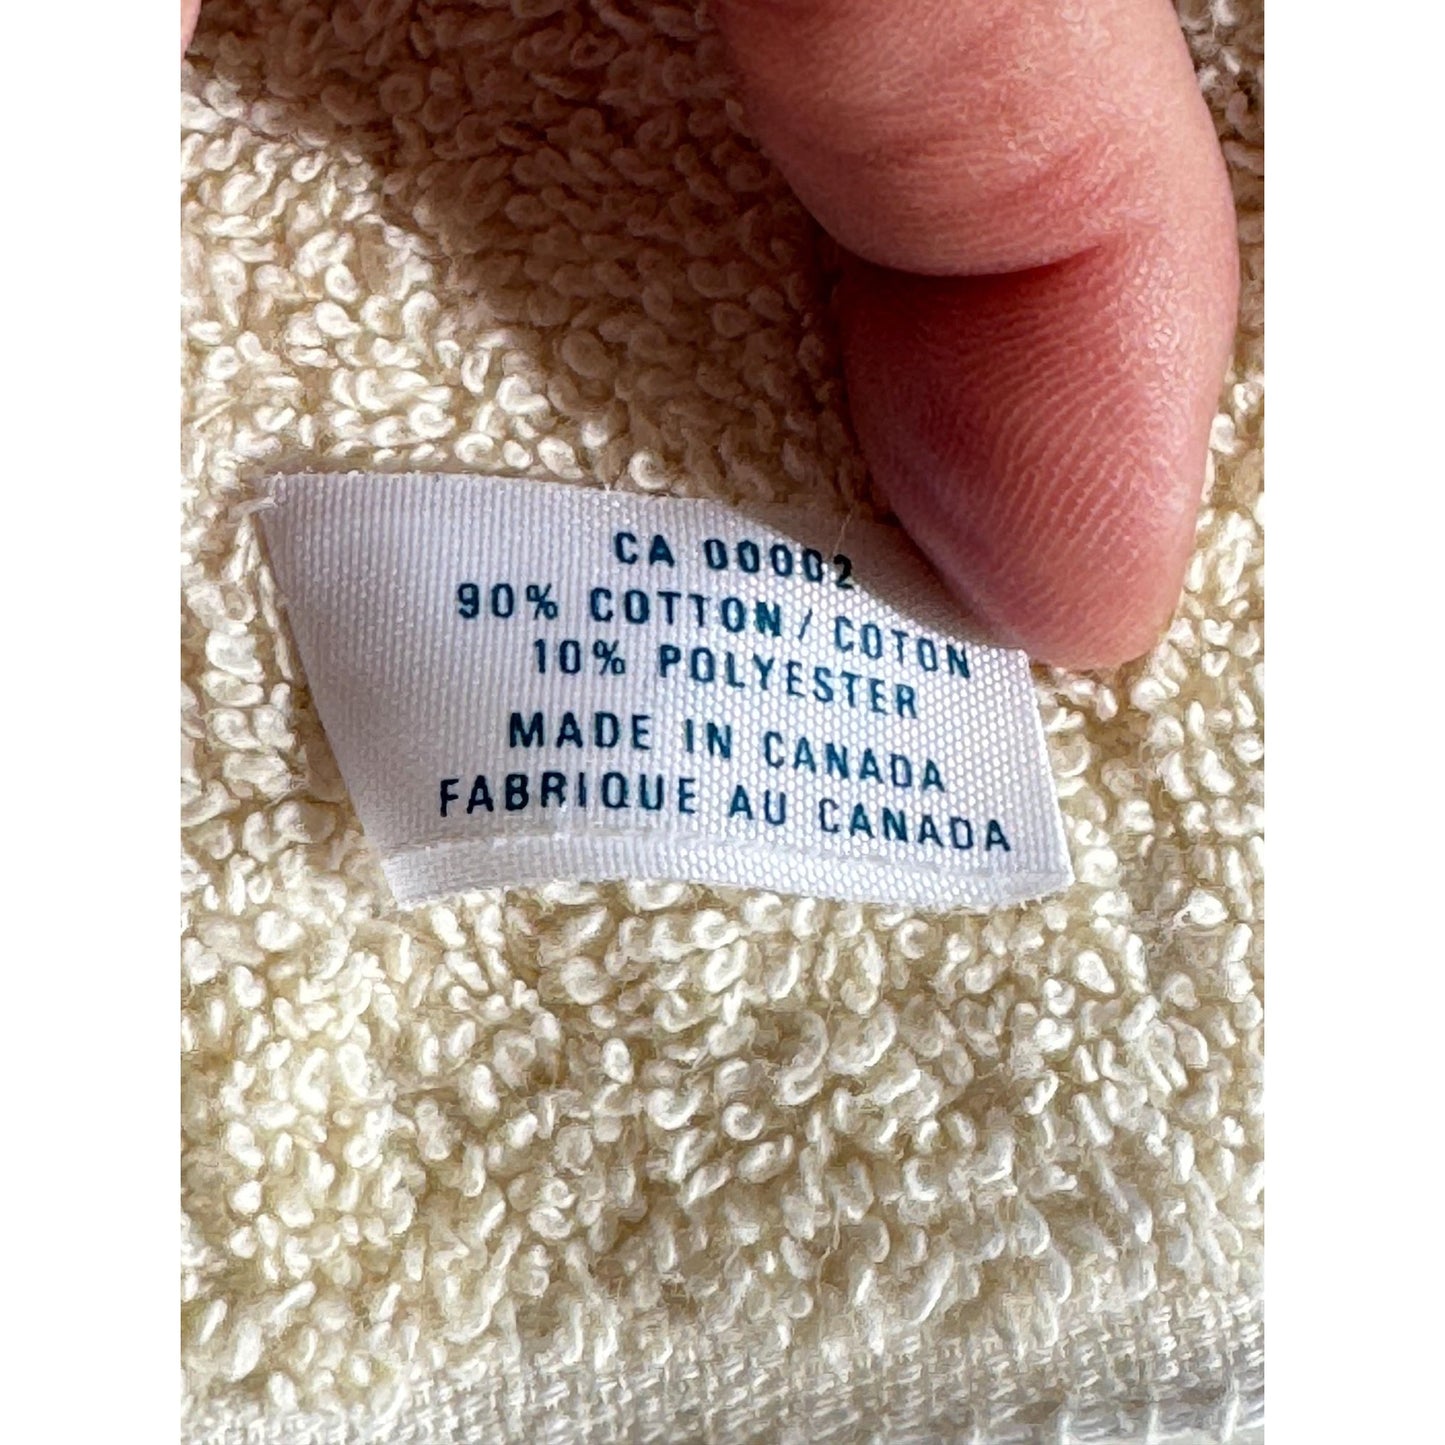 CA 00002
90% COTTON / COTON
10% POLYESTER
MADE IN CANADA
FABRIQUE AU CANADA